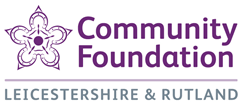 Community
Foundation
LEICESTERSHIRE & RUTLAND